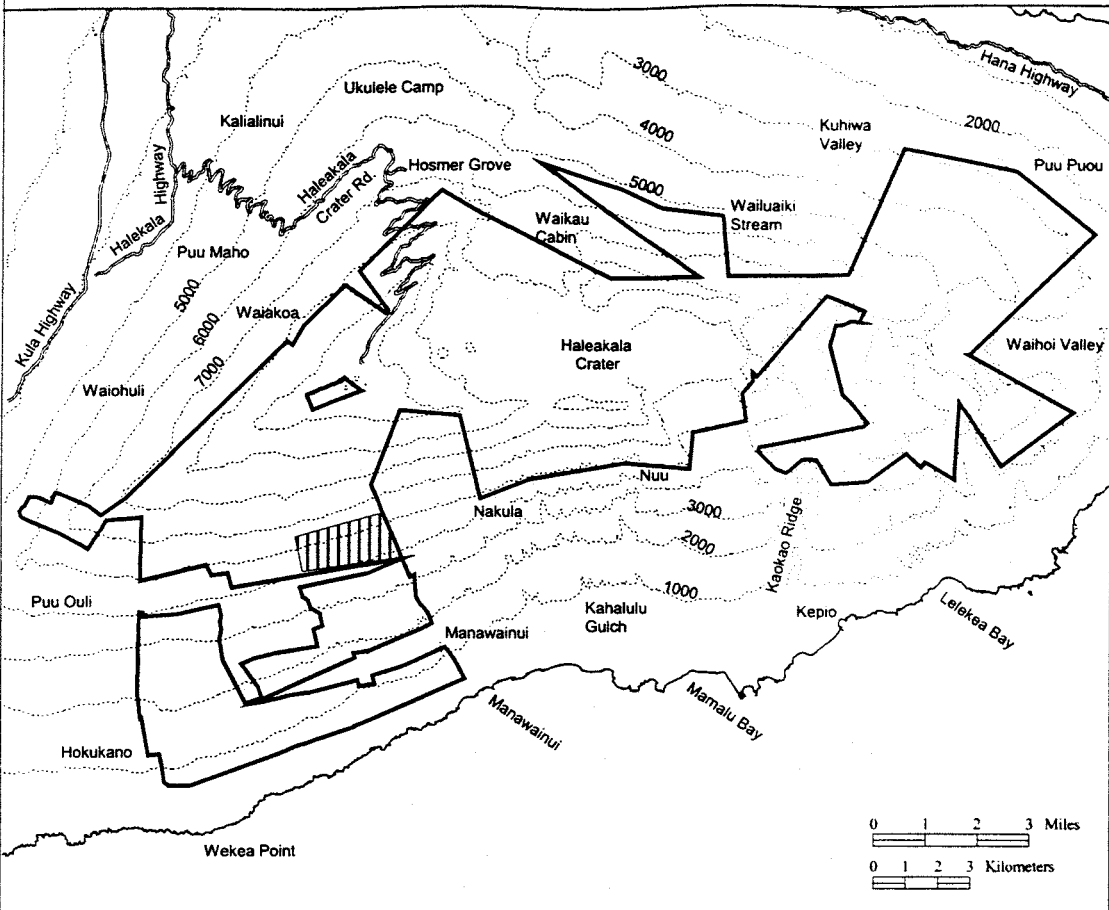 Hana Highway
3000
Ukulele Camp
Kalialinui
4000
Kuhiwa
Valley
2000
Highway
Haleakala
Crater Rd.
Hosmer Grove
Puu Puou
5000
Waikau
Cabin
Wailuaiki
Stream
Halekala
Puu Maho
Kula Highway
5000
6000
7000
Waiakoa
Haleakala
Crater
Waihoi Valley
Waiohuli
Nuu
Nakula
3000
2000
Kaokao Ridge
1000
Puu Ouli
Kahalulu
Gulch
Kepio
Lelekea Bay
Manawainui
Mamalu Bay
Manawainui
Hokukano
Wekea Point
0 1 2 3 Miles
0 1 2 3 Kilometers